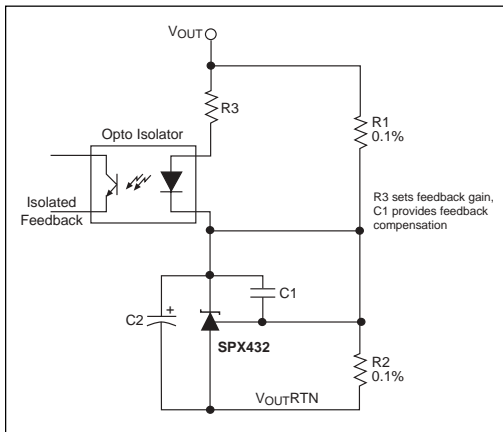 VOUT
R3
R1
0.1%
Opto Isolator
Isolated
Feedback
R3 sets feedback gain,
C1 provides feedback
compensation
C1
C2
+
SPX432
R2
0.1%
VOUTRTN